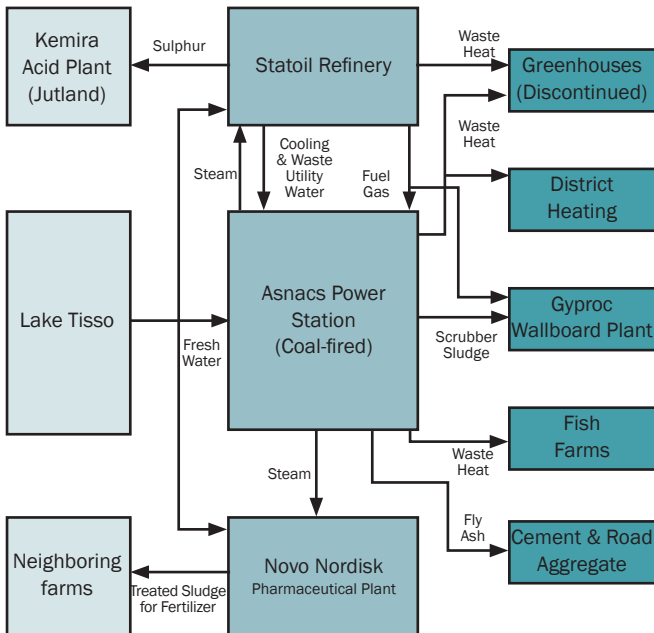 Kemira
Acid Plant
(Jutland)
Sulphur
Statoil Refinery
Waste
Heat
Greenhouses
(Discontinued)
Waste
Heat
Steam
Cooling
& Waste
Utility
Water
Fuel
Gas
District
Heating
Lake Tisso
Fresh
Water
Asnacs Power
Station
(Coal-fired)
Scrubber
Sludge
Gyproc
Wallboard Plant
Steam
Waste
Heat
Fish
Farms
Fly
Ash
Neighboring
farms
Treated Sludge
for Fertilizer
Novo Nordisk
Pharmaceutical Plant
Cement & Road
Aggregate